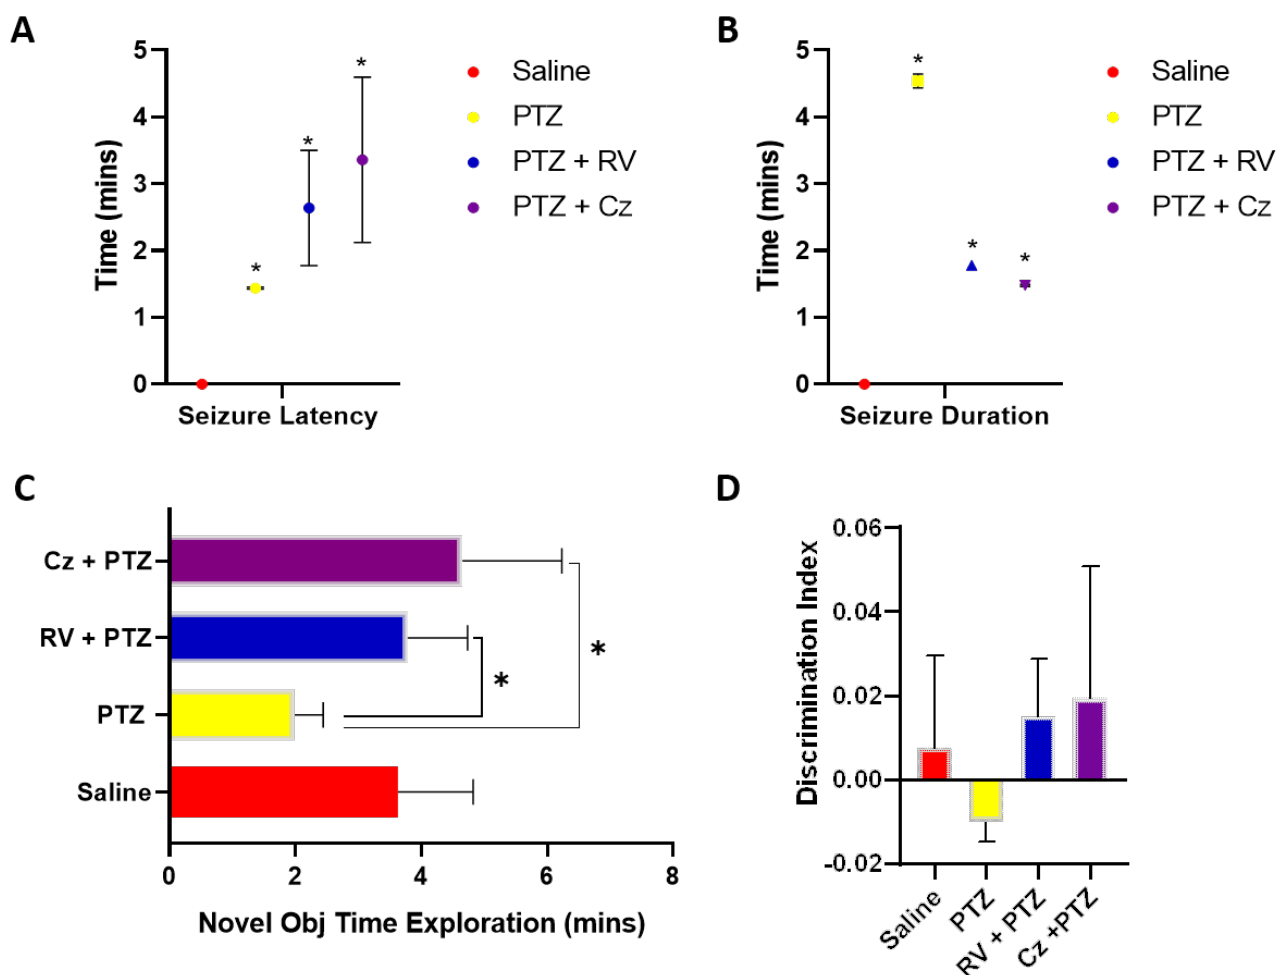 A
5
4
3
2
1
0
Time (mins)
*
*
*
Seizure Latency
Saline
PTZ
PTZ + RV
PTZ + Cz
B
5
4
3
2
1
0
Time (mins)
*
*
*
Seizure Duration
Saline
PTZ
PTZ + RV
PTZ + Cz
C
Cz + PTZ
RV + PTZ
PTZ
Saline
*
*
0 2 4 6 8
Novel Obj Time Exploration (mins)
D
0.06
0.04
0.02
0.00
-0.02
Discrimination Index
Saline
PTZ
RV + PTZ
Cz +PTZ